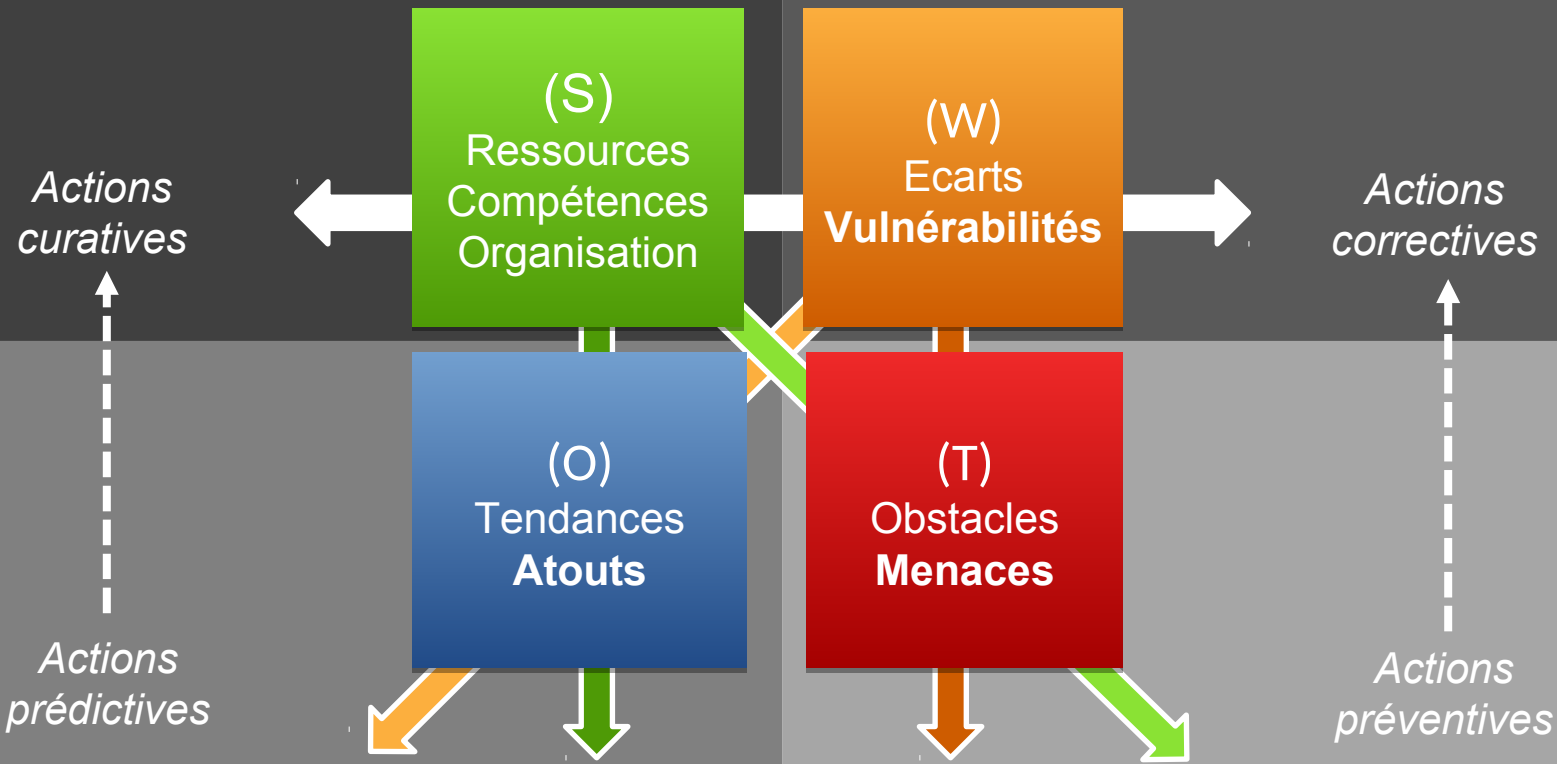 (S)
Ressources
Compétences
Organisation
(W)
Ecarts
Vulnérabilités
Actions
curatives
Actions
correctives
(O)
Tendances
Atouts
(T)
Obstacles
Menaces
Actions
prédictives
Actions
préventives